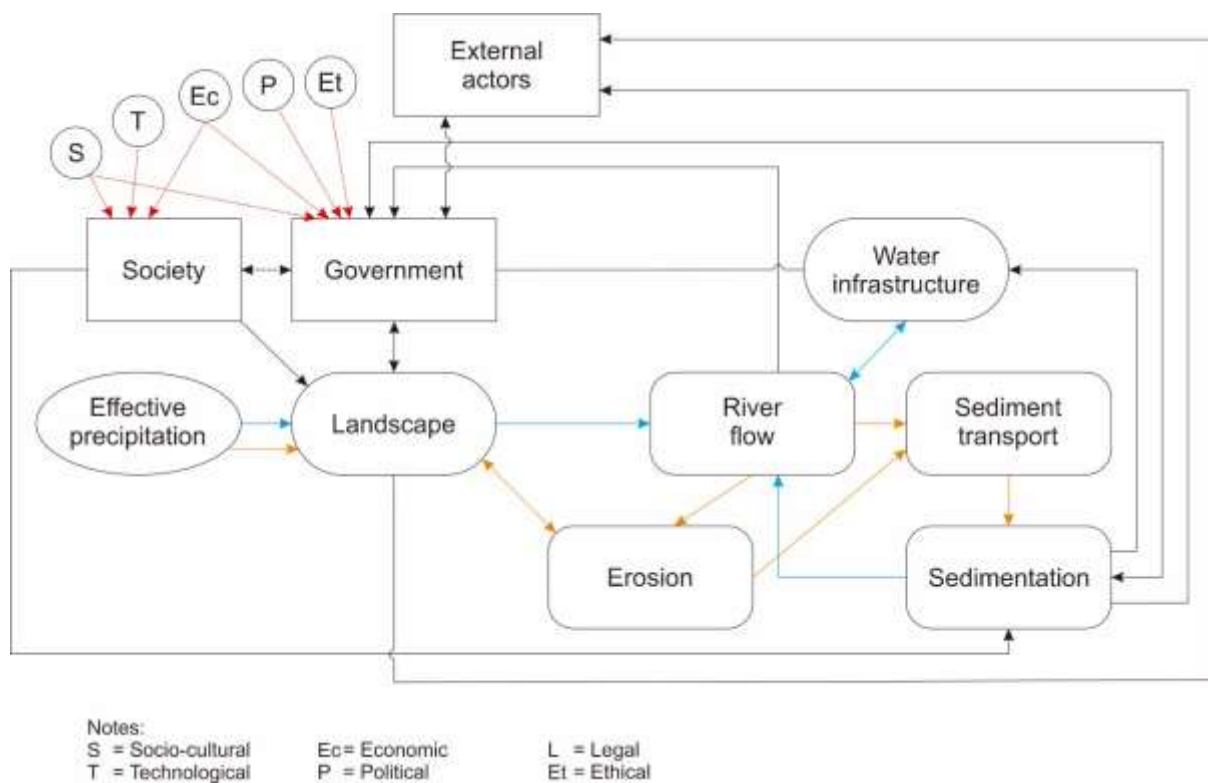 External
actors
Et
P
Ec
T
S
Society
Government
Water
infrastructure
Effective
precipitation
Landscape
River
flow
Sediment
transport
Erosion
Sedimentation
Notes:
S = Socio-cultural
Ec = Economic
L = Legal
T = Technological
P = Political
Et = Ethical